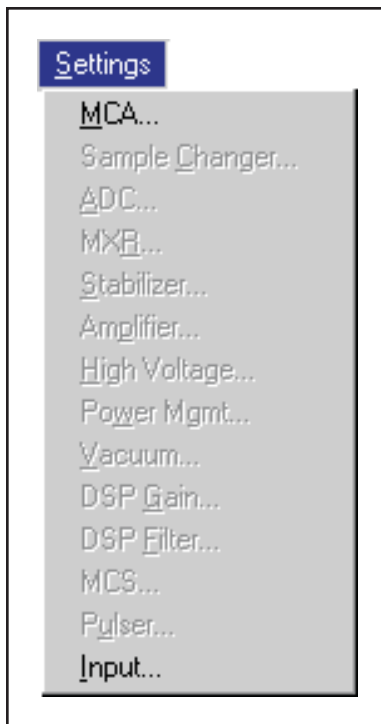 Settings
MCA...
Sample Changer...
ADC...
MXR...
Stabilizer...
Amplifier...
High Voltage...
Power Mgmt...
Vacuum...
DSP Gain...
DSP Filter...
MCS...
Pulser...
Input...